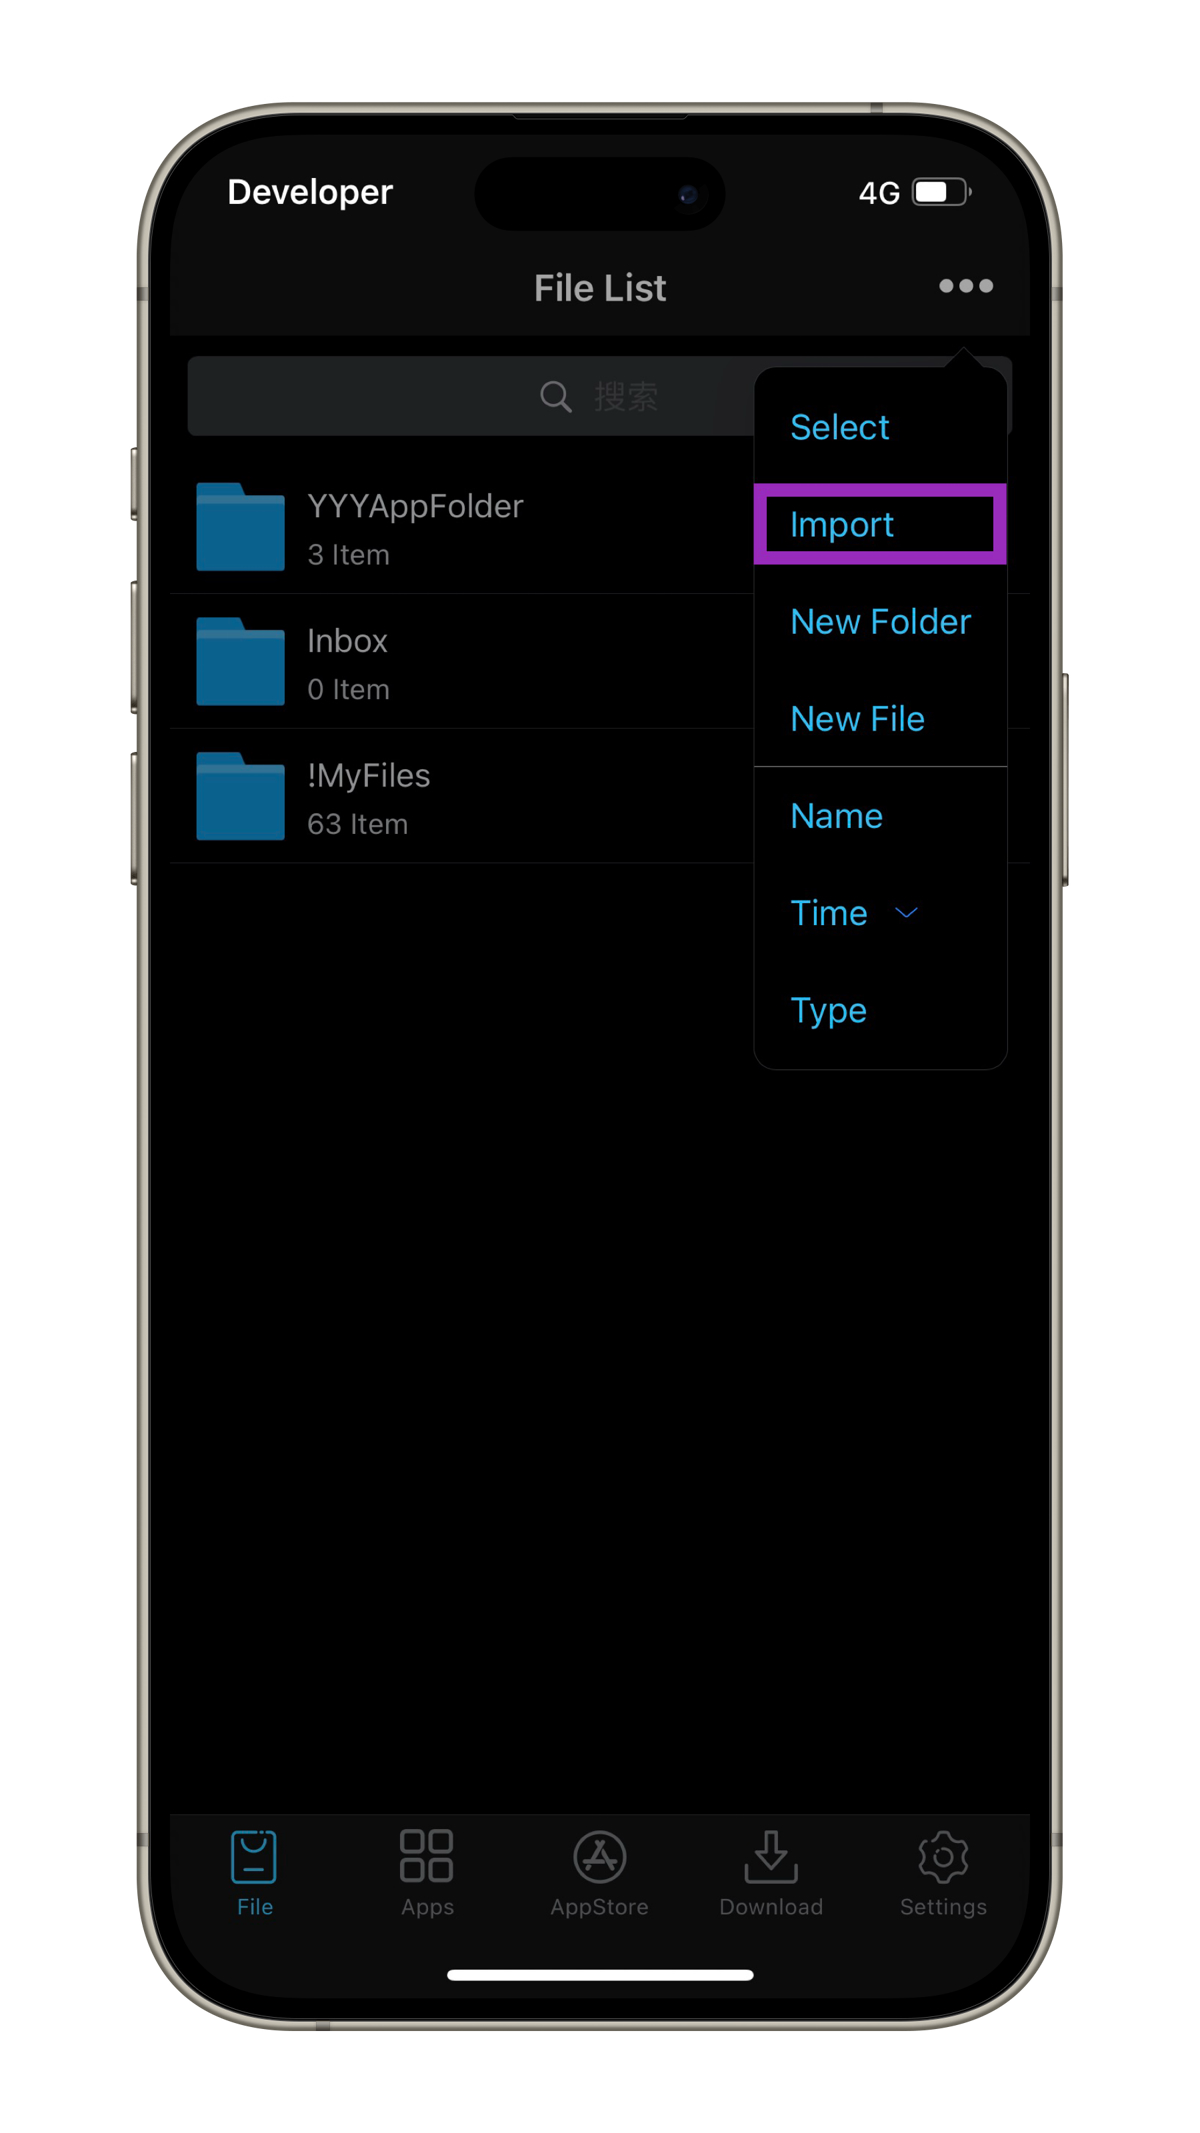 Developer
4G
File List
搜索
Select
Import
New Folder
New File
Name
Time
Type
YYYAppFolder
3 Item
Inbox
0 Item
!MyFiles
63 Item
File
Apps
AppStore
Download
Settings